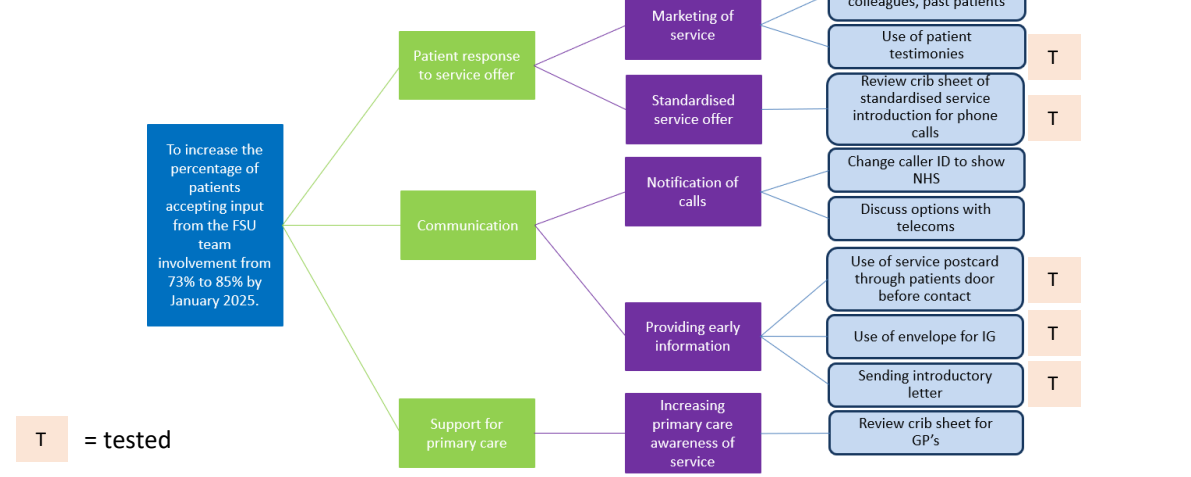 colleagues, past patients
Marketing of
service
Use of patient
testimonies
T
Patient response
to service offer
Review crib sheet of
standardised service
introduction for phone
calls
T
Standardised
service offer
To increase the
percentage of
patients
accepting input
from the FSU
team
involvement from
73% to 85% by
January 2025.
Change caller ID to show
NHS
Notification of
calls
Discuss options with
telecoms
Communication
Use of service postcard
through patients door
before contact
T
Providing early
information
Use of envelope for IG
T
Sending introductory
letter
T
Support for
primary care
Increasing
primary care
awareness of
service
Review crib sheet for
GP’s
T
= tested